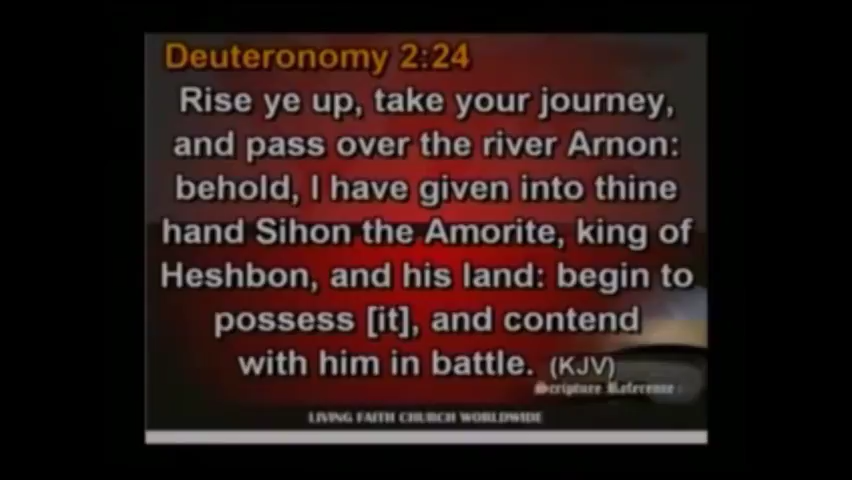 Deuteronomy 2:24
Rise ye up, take your journey,
and pass over the river Arnon:
behold, I have given into thine
hand Sihon the Amorite, king of
Heshbon, and his land: begin to
possess [it], and contend
with him in battle. (KJV)
Scripture Reference
LIVING FAITH CHURCH WORLDWIDE